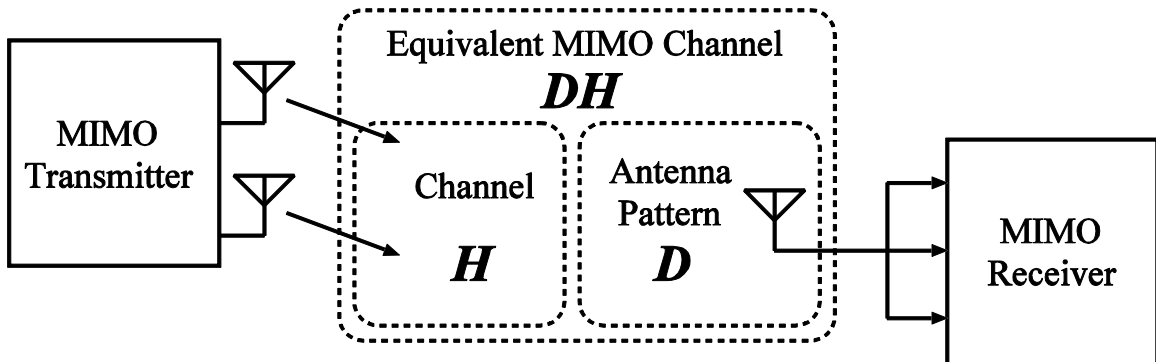 MIMO
Transmitter
Equivalent MIMO Channel
DH
Channel
H
Antenna
Pattern
D
MIMO
Receiver